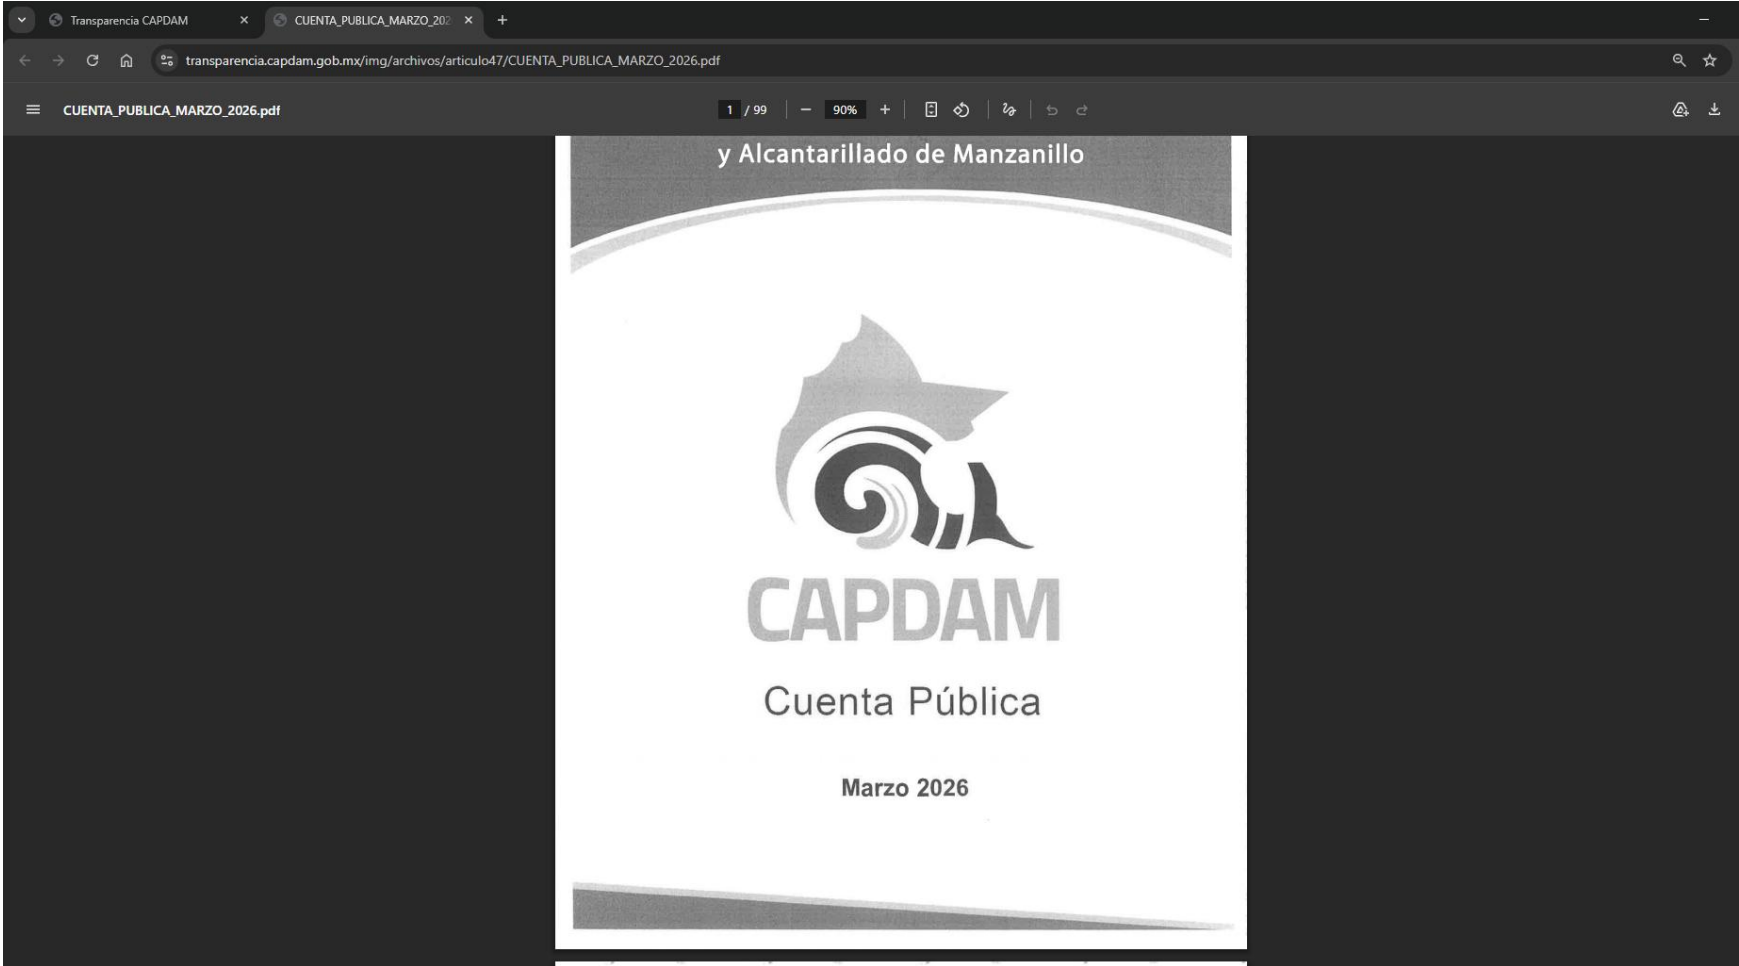 Transparencia CAPDAM
CUENTA_PUBLICA_MARZO_202
transparencia.capdam.gob.mx/img/archivos/articulo47/CUENTA_PUBLICA_MARZO_2026.pdf
CUENTA_PUBLICA_MARZO_2026.pdf
1 / 99
90%
y Alcantarillado de Manzanillo
CAPDAM
Cuenta Pública
Marzo 2026